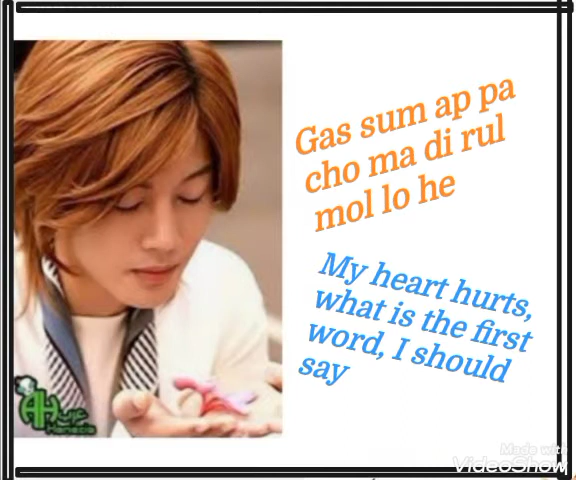 Gas sum ap pa
cho ma di rul
mol lo he
My heart hurts,
what is the first
word, I should
say
Made with
VideoShow